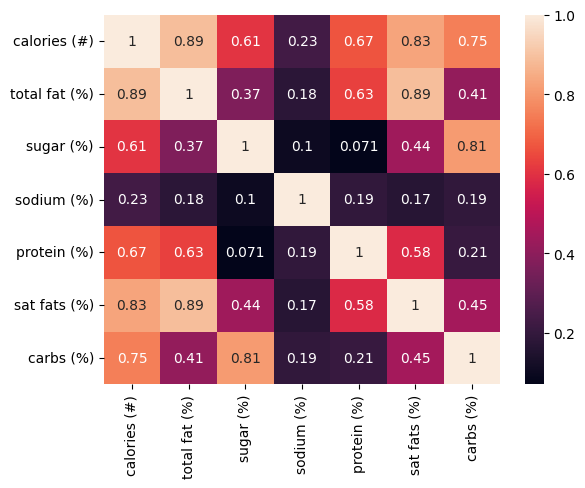 calories (#) 1 0.89 0.61 0.23 0.67 0.83 0.75
total fat (%) 0.89 1 0.37 0.18 0.63 0.89 0.41
sugar (%) 0.61 0.37 1 0.1 0.071 0.44 0.81
sodium (%) 0.23 0.18 0.1 1 0.19 0.17 0.19
protein (%) 0.67 0.63 0.071 0.19 1 0.58 0.21
sat fats (%) 0.83 0.89 0.44 0.17 0.58 1 0.45
carbs (%) 0.75 0.41 0.81 0.19 0.21 0.45 1
calories (#)
total fat (%)
sugar (%)
sodium (%)
protein (%)
sat fats (%)
carbs (%)
1.0
0.8
0.6
0.4
0.2